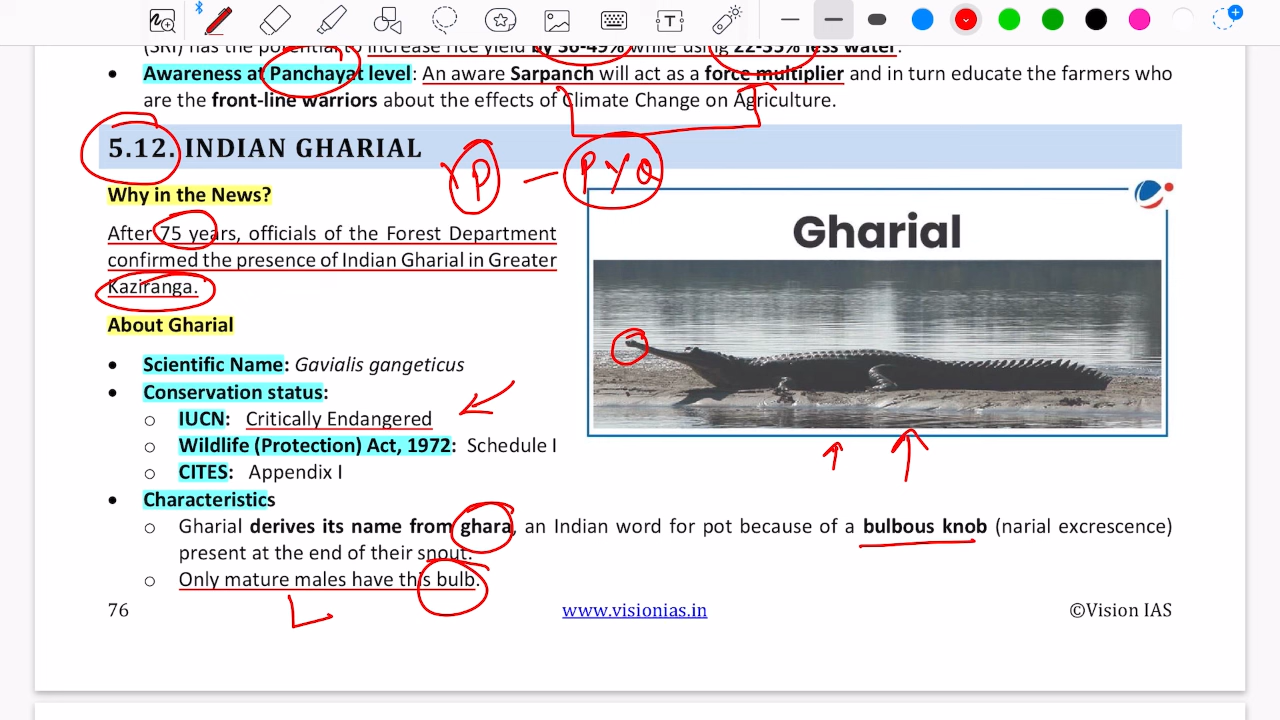 (SRI) has the potential to increase rice yield by 36-49% while using 22-35% less water.
• Awareness at Panchayat level: An aware Sarpanch will act as a force multiplier and in turn educate the farmers who
are the front-line warriors about the effects of Climate Change on Agriculture.
5.12. INDIAN GHARIAL
P – PYQ
Why in the News?
After 75 years, officials of the Forest Department
confirmed the presence of Indian Gharial in Greater
Kaziranga.
Gharial
About Gharial
• Scientific Name: Gavialis gangeticus
• Conservation status:
o IUCN: Critically Endangered
o Wildlife (Protection) Act, 1972: Schedule I
o CITES: Appendix I
• Characteristics
o Gharial derives its name from ghara, an Indian word for pot because of a bulbous knob (narial excrescence)
present at the end of their snout.
o Only mature males have this bulb.
76
www.visionias.in
©Vision IAS